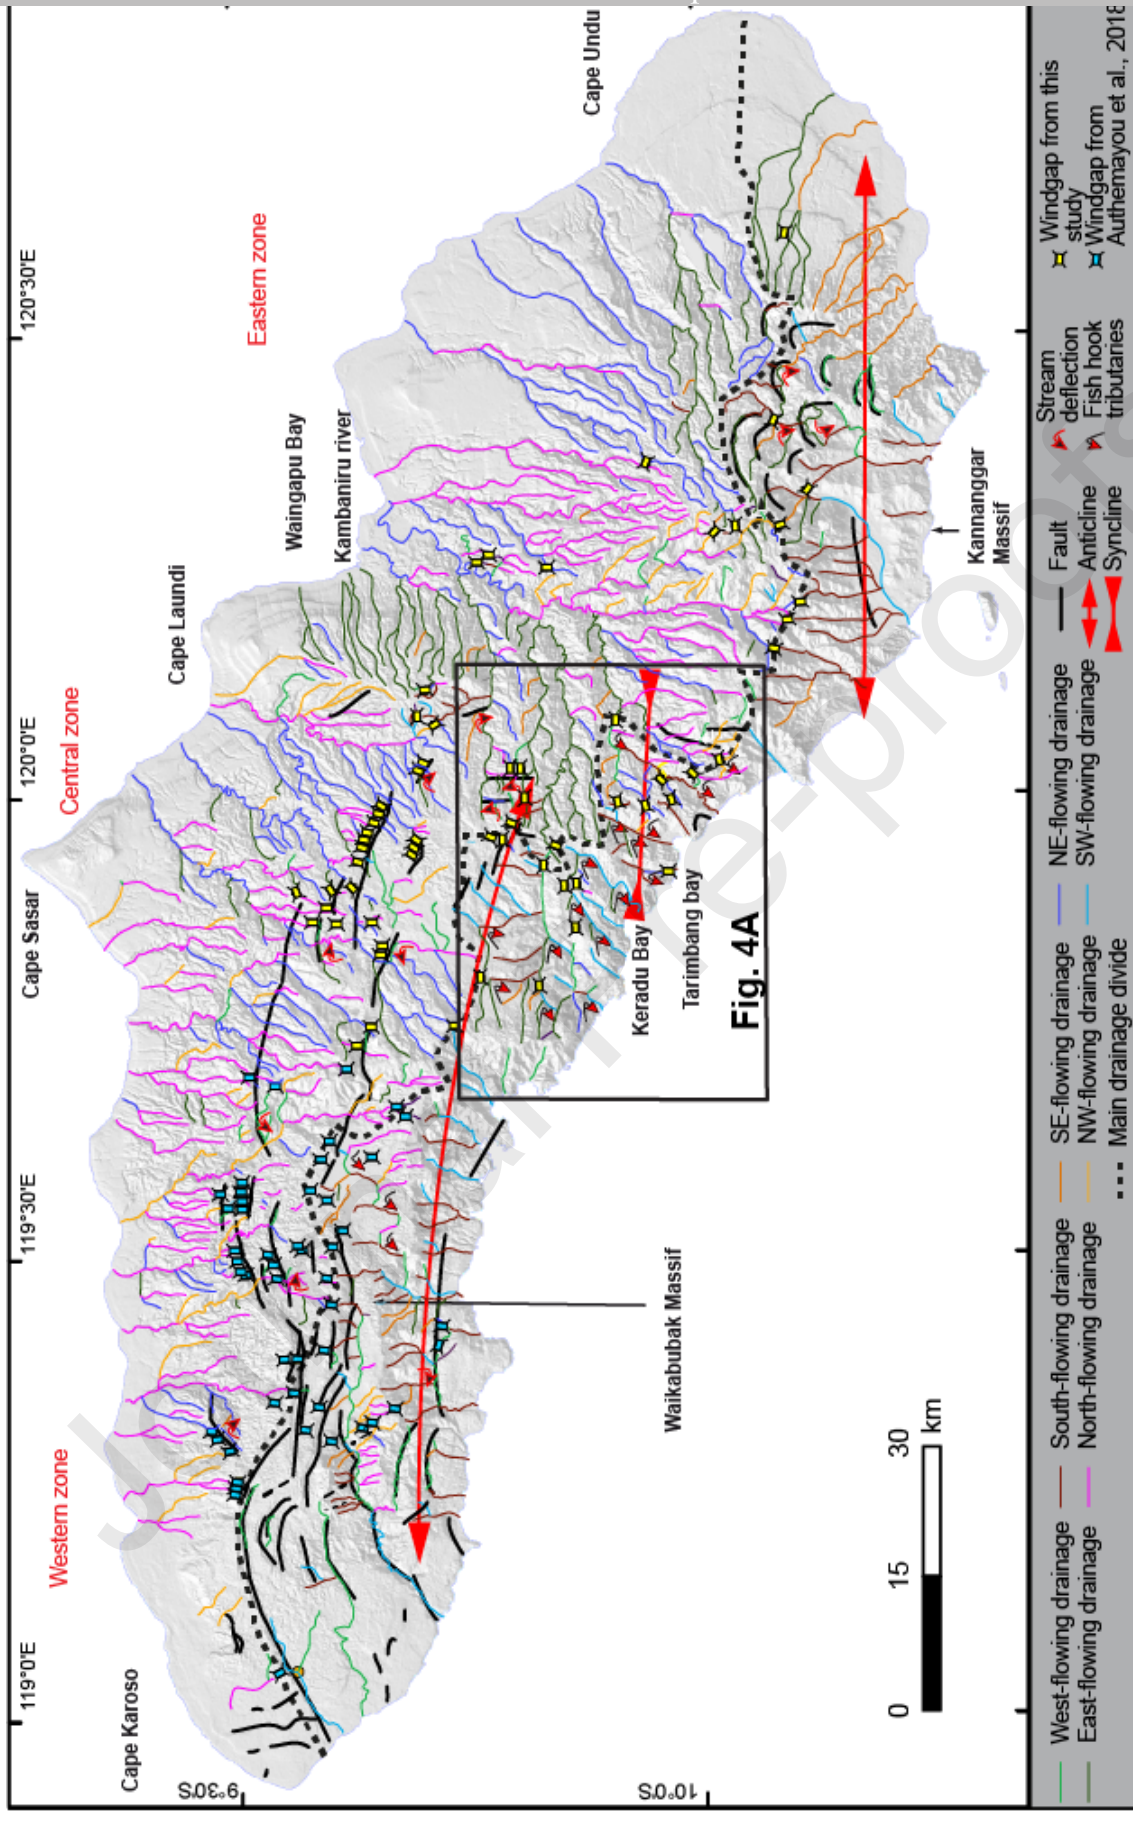 119°0'E
119°30'E
120°0'E
120°30'E
9°30'S
10°0'S
Western zone
Central zone
Eastern zone
Cape Karoso
Cape Sasar
Cape Laundi
Waingapu Bay
Kambaniru river
Cape Undu
Waikabubak Massif
Keradu Bay
Tarimbang bay
Fig. 4A
Kannanggar
Massif
0 15 30
km
West-flowing drainage
East-flowing drainage
South-flowing drainage
North-flowing drainage
SE-flowing drainage
NW-flowing drainage
Main drainage divide
NE-flowing drainage
SW-flowing drainage
Fault
Anticline
Syncline
Stream
deflection
Fish hook
tributaries
Windgap from this
study
Windgap from
Authemayou et al., 2018